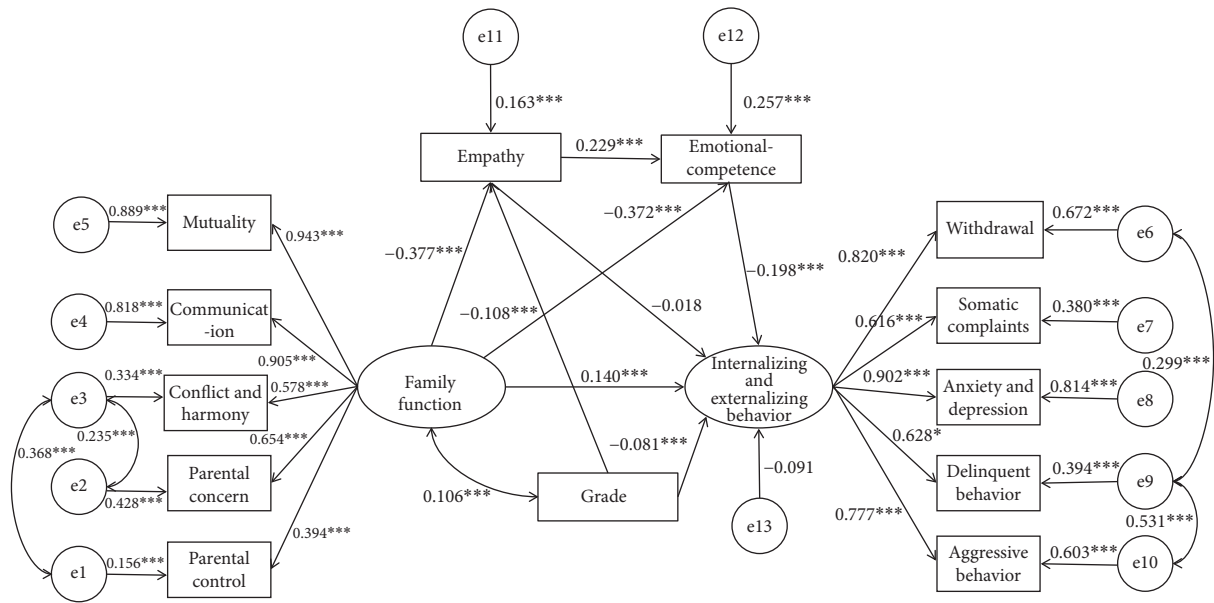 e11
e12
0.163***
0.257***
Empathy
0.229***
Emotional-
competence
e5
0.889***
Mutuality
0.943***
−0.377***
−0.372***
−0.198***
−0.108***
−0.018
e4
0.818***
Communicat
-ion
0.905***
e3
0.334***
Conflict and
harmony
0.578***
0.235***
0.368***
0.654***
e2
0.428***
Parental
concern
0.394***
e1
0.156***
Parental
control
Family
function
0.140***
Internalizing
and
externalizing
behavior
−0.081***
0.106***
Grade
−0.091
e13
0.820***
Withdrawal
0.672***
e6
0.616***
Somatic
complaints
0.380***
e7
0.299***
0.902***
Anxiety and
depression
0.814***
e8
0.628*
Delinquent
behavior
0.394***
e9
0.531***
0.777***
Aggressive
behavior
0.603***
e10